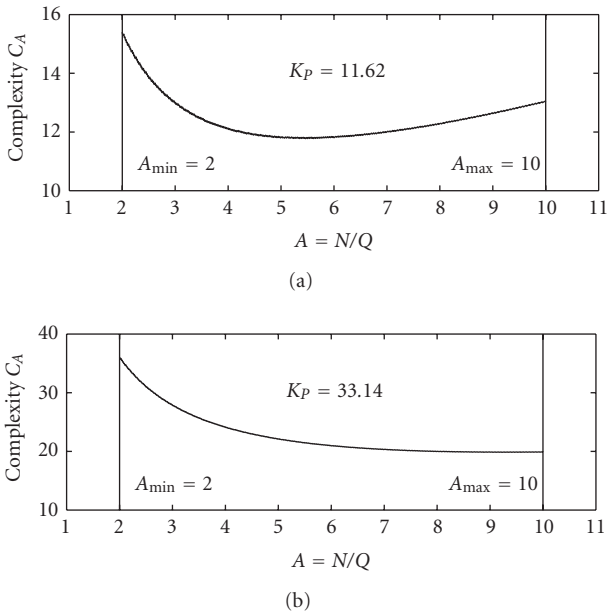 16
14
12
10
Complexity C_A
K_P = 11.62
A_min = 2
A_max = 10
1 2 3 4 5 6 7 8 9 10 11
A = N/Q
(a)
40
30
20
10
Complexity C_A
K_P = 33.14
A_min = 2
A_max = 10
1 2 3 4 5 6 7 8 9 10 11
A = N/Q
(b)